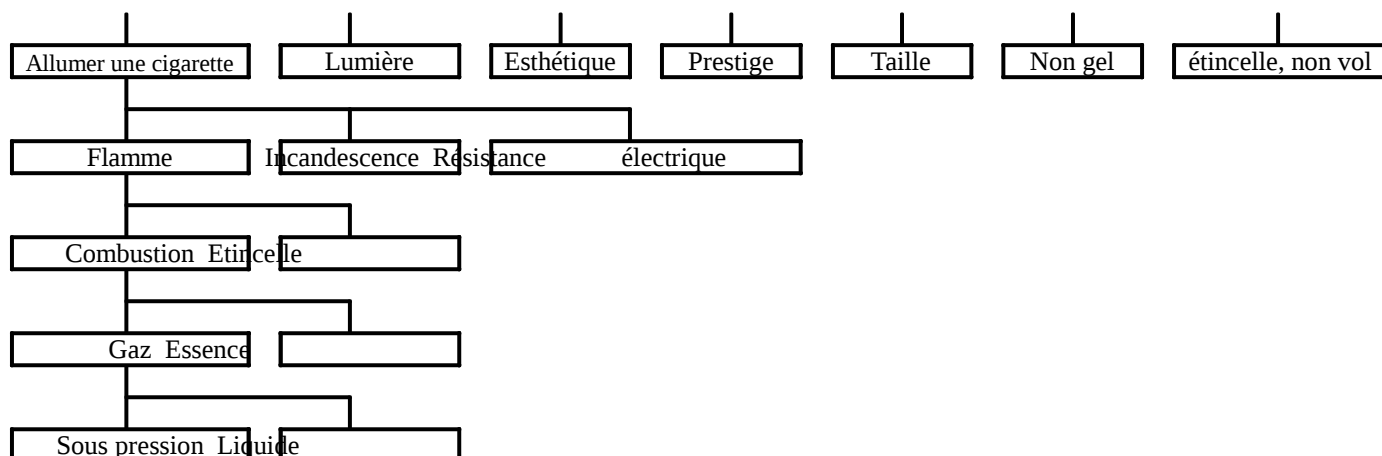 Allumer une cigarette Lumière Esthétique Prestige Taille Non gel étincelle, non vol
Flamme Incandescence Résistance électrique
Combustion Etincelle
Gaz Essence
Sous pression Liquide